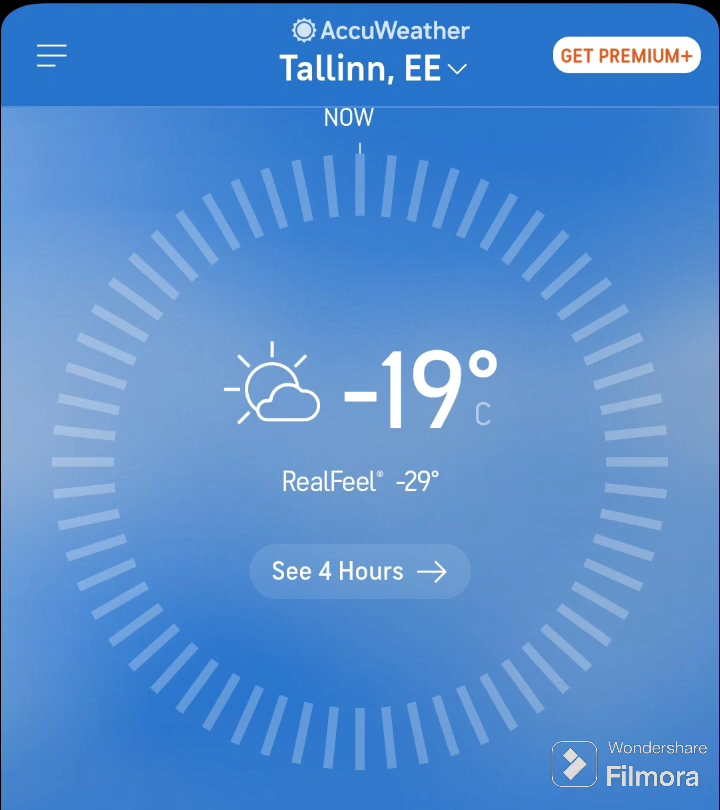 AccuWeather
Tallinn, EE
GET PREMIUM+
NOW
-19°
C
RealFeel® -29°
See 4 Hours
Wondershare
Filmora